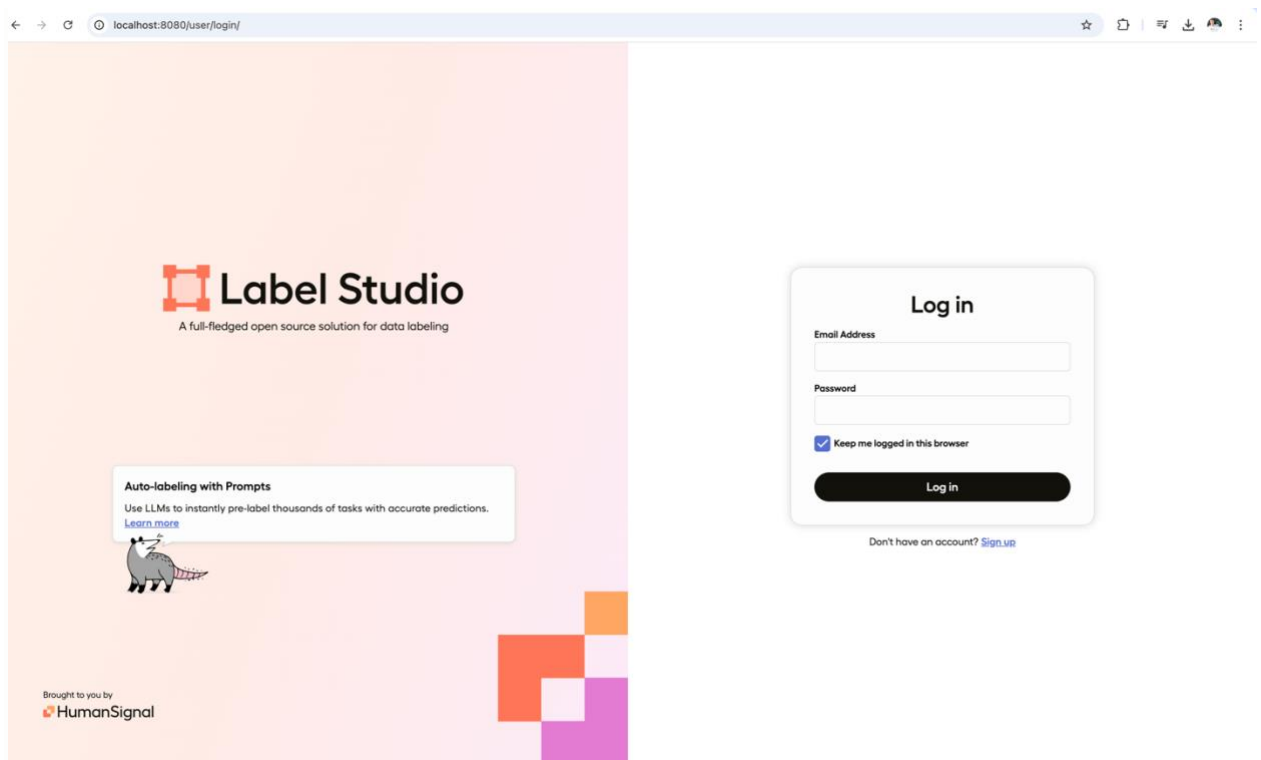 localhost:8080/user/login/
Label Studio
A full-fledged open source solution for data labeling
Auto-labeling with Prompts
Use LLMs to instantly pre-label thousands of tasks with accurate predictions.
Learn more
Brought to you by
HumanSignal
Log in
Email Address
Password
Keep me logged in this browser
Log in
Don't have an account? Sign up